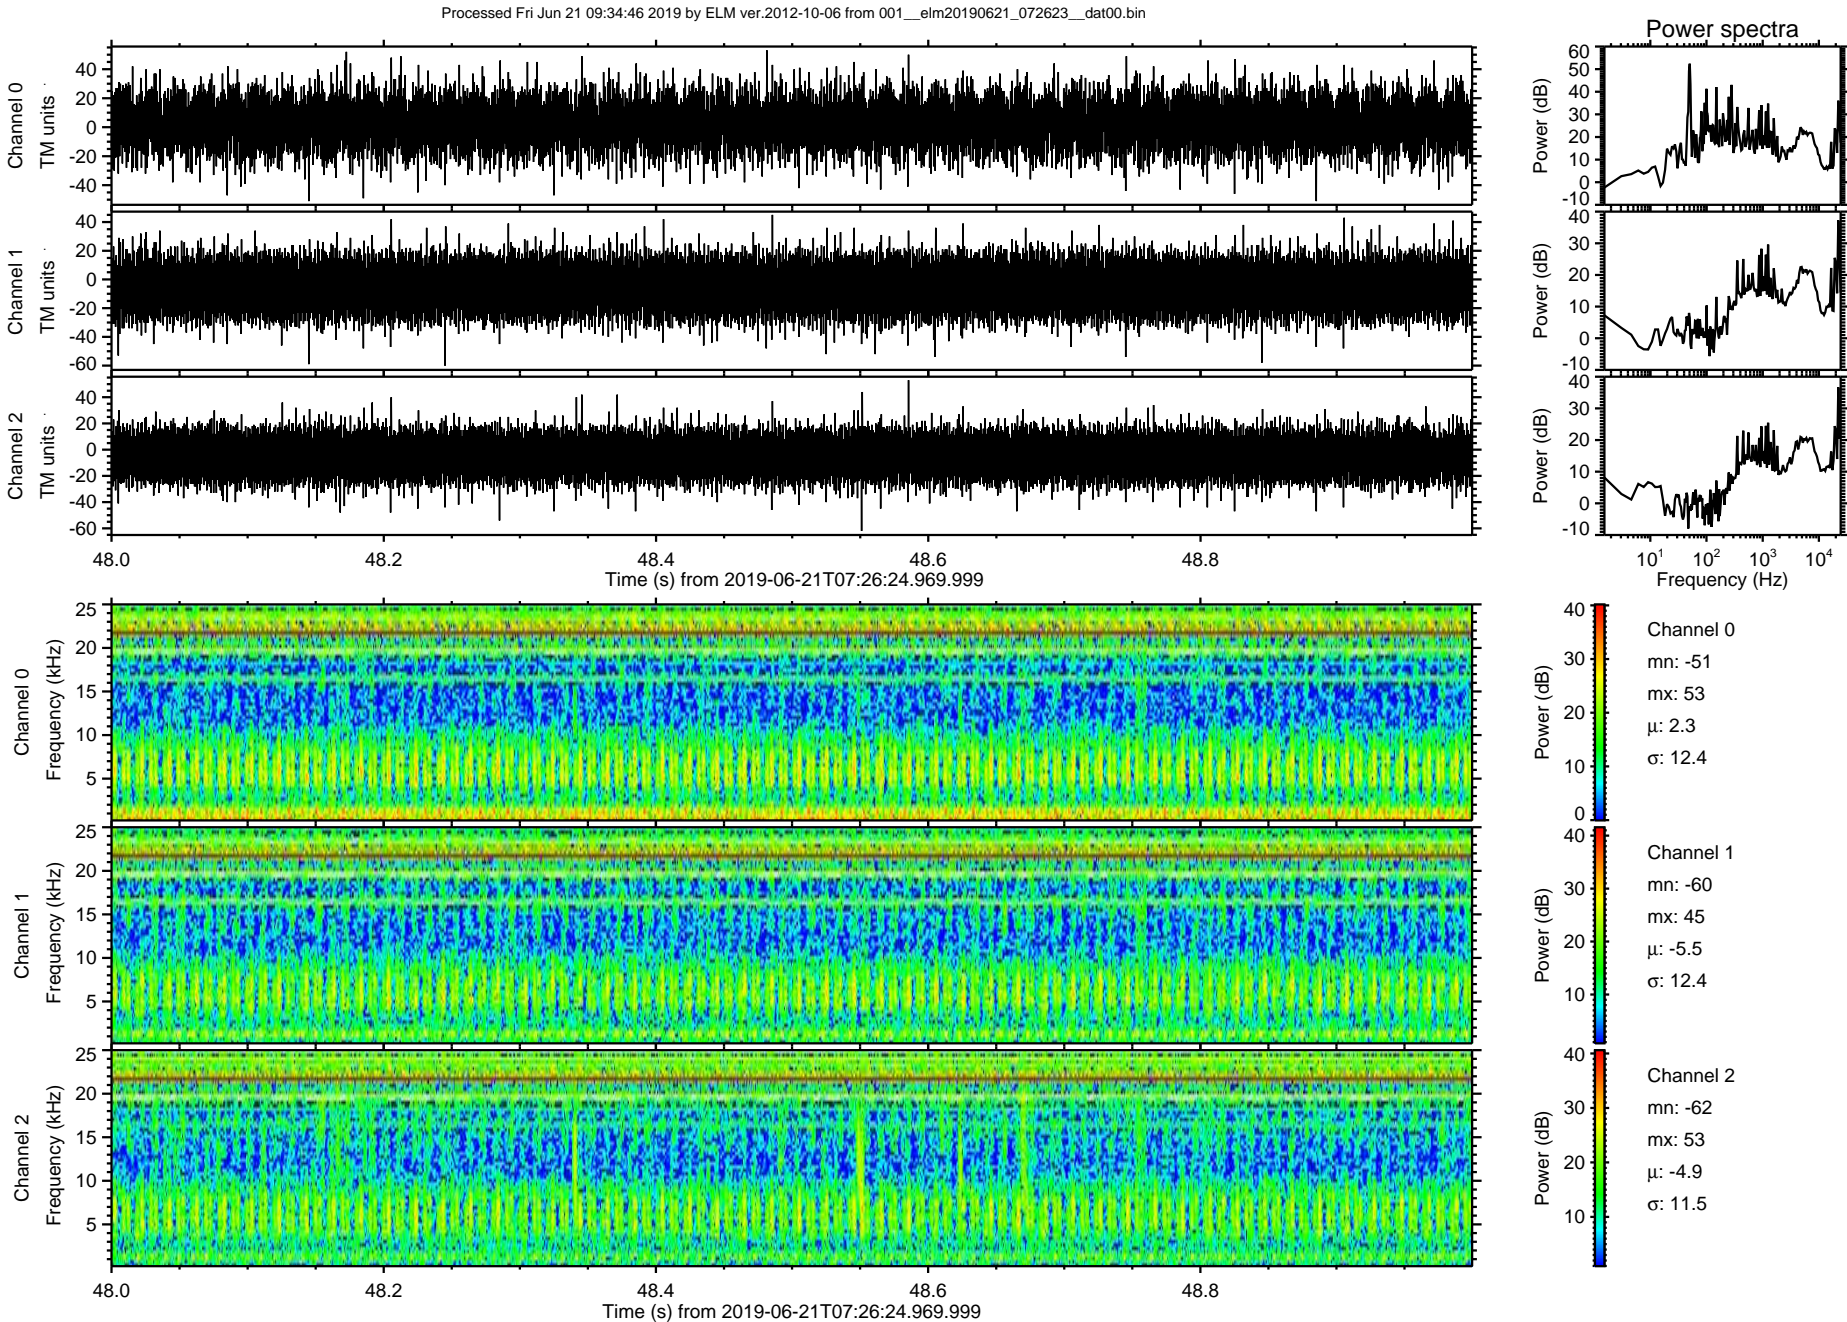 Processed Fri Jun 21 09:34:46 2019 by ELM ver.2012-10-06 from 001__elm20190621_072623__dat00.bin
Power spectra
Channel 0
TM units
40
20
0
-20
-40
Power (dB)
60
50
40
30
20
10
0
-10
Channel 1
TM units
40
20
0
-20
-40
-60
Power (dB)
40
30
20
10
0
-10
Channel 2
TM units
40
20
0
-20
-40
-60
Power (dB)
40
30
20
10
0
-10
48.0 48.2 48.4 48.6 48.8
Time (s) from 2019-06-21T07:26:24.969.999
10^1 10^2 10^3 10^4
Frequency (Hz)
Channel 0
Frequency (kHz)
25
20
15
10
5
Power (dB)
40
30
20
10
0
Channel 0
mn: -51
mx: 53
μ: 2.3
σ: 12.4
Channel 1
Frequency (kHz)
25
20
15
10
5
Power (dB)
40
30
20
10
Channel 1
mn: -60
mx: 45
μ: -5.5
σ: 12.4
Channel 2
Frequency (kHz)
25
20
15
10
5
Power (dB)
40
30
20
10
Channel 2
mn: -62
mx: 53
μ: -4.9
σ: 11.5
48.0 48.2 48.4 48.6 48.8
Time (s) from 2019-06-21T07:26:24.969.999